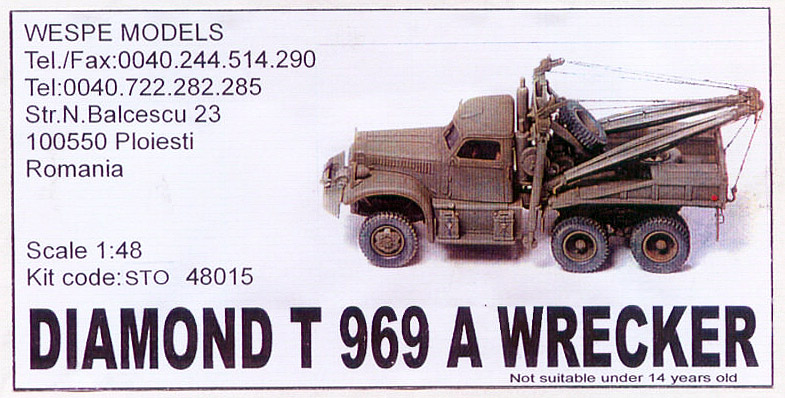 WESPE MODELS
Tel./Fax:0040.244.514.290
Tel:0040.722.282.285
Str.N.Balcescu 23
100550 Ploiesti
Romania
Scale 1:48
Kit code:STO 48015
DIAMOND T 969 A WRECKER
Not suitable under 14 years old